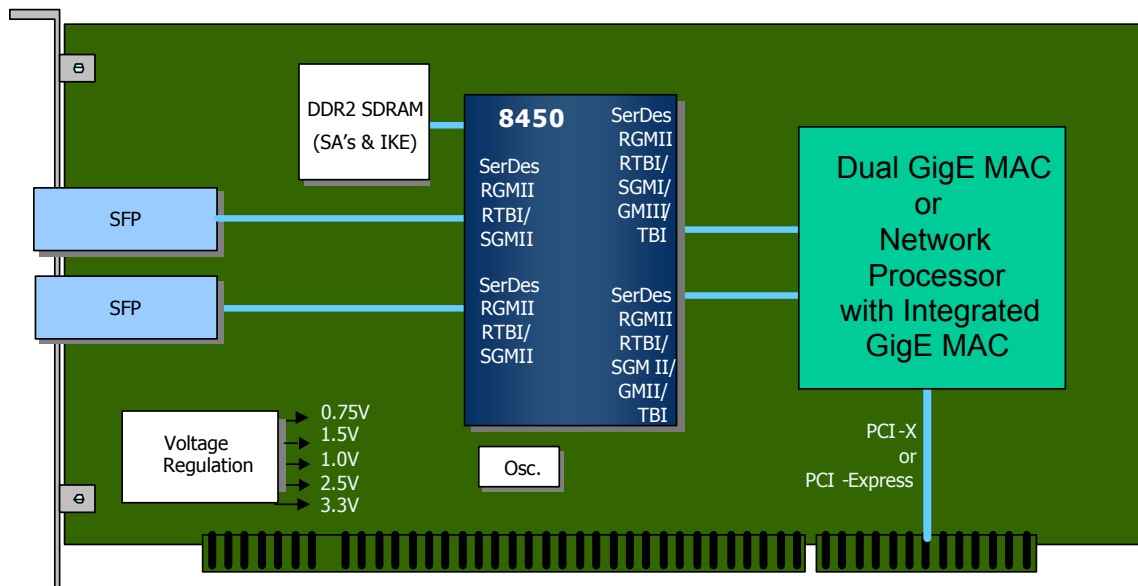 DDR2 SDRAM
(SA's & IKE)
8450
SerDes
RGMII
RTBI/
SGMII
SerDes
RGMII
RTBI/
SGMII
SerDes
RGMII
RTBI/
SGMI/
GMIII/
TBI
SerDes
RGMII
RTBI/
SGM II/
GMII/
TBI
Dual GigE MAC
or
Network
Processor
with Integrated
GigE MAC
SFP
SFP
Voltage
Regulation
0.75V
1.5V
1.0V
2.5V
3.3V
Osc.
PCI -X
or
PCI -Express